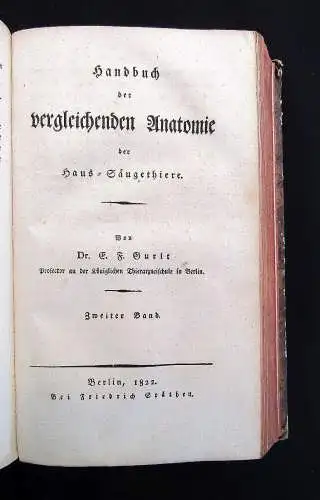 Handbuch
der
vergleichenden Anatomie
der
Haus-Säugethiere.
Von
Dr. E. F. Gurlt
Prosector an der Königlichen Thierarzneischule in Berlin.
Zweiter Band.
Berlin, 1822.
Bei Friedrich Späthen.